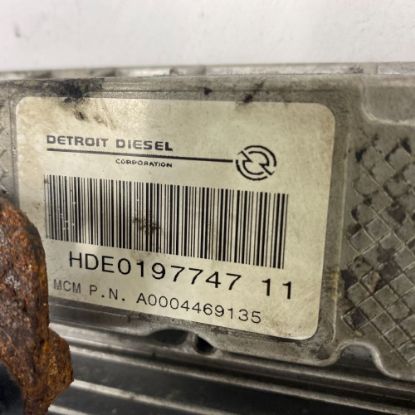 DETROIT DIESEL
CORPORATION
HDE0197747 11
MCM P.N. A0004469135